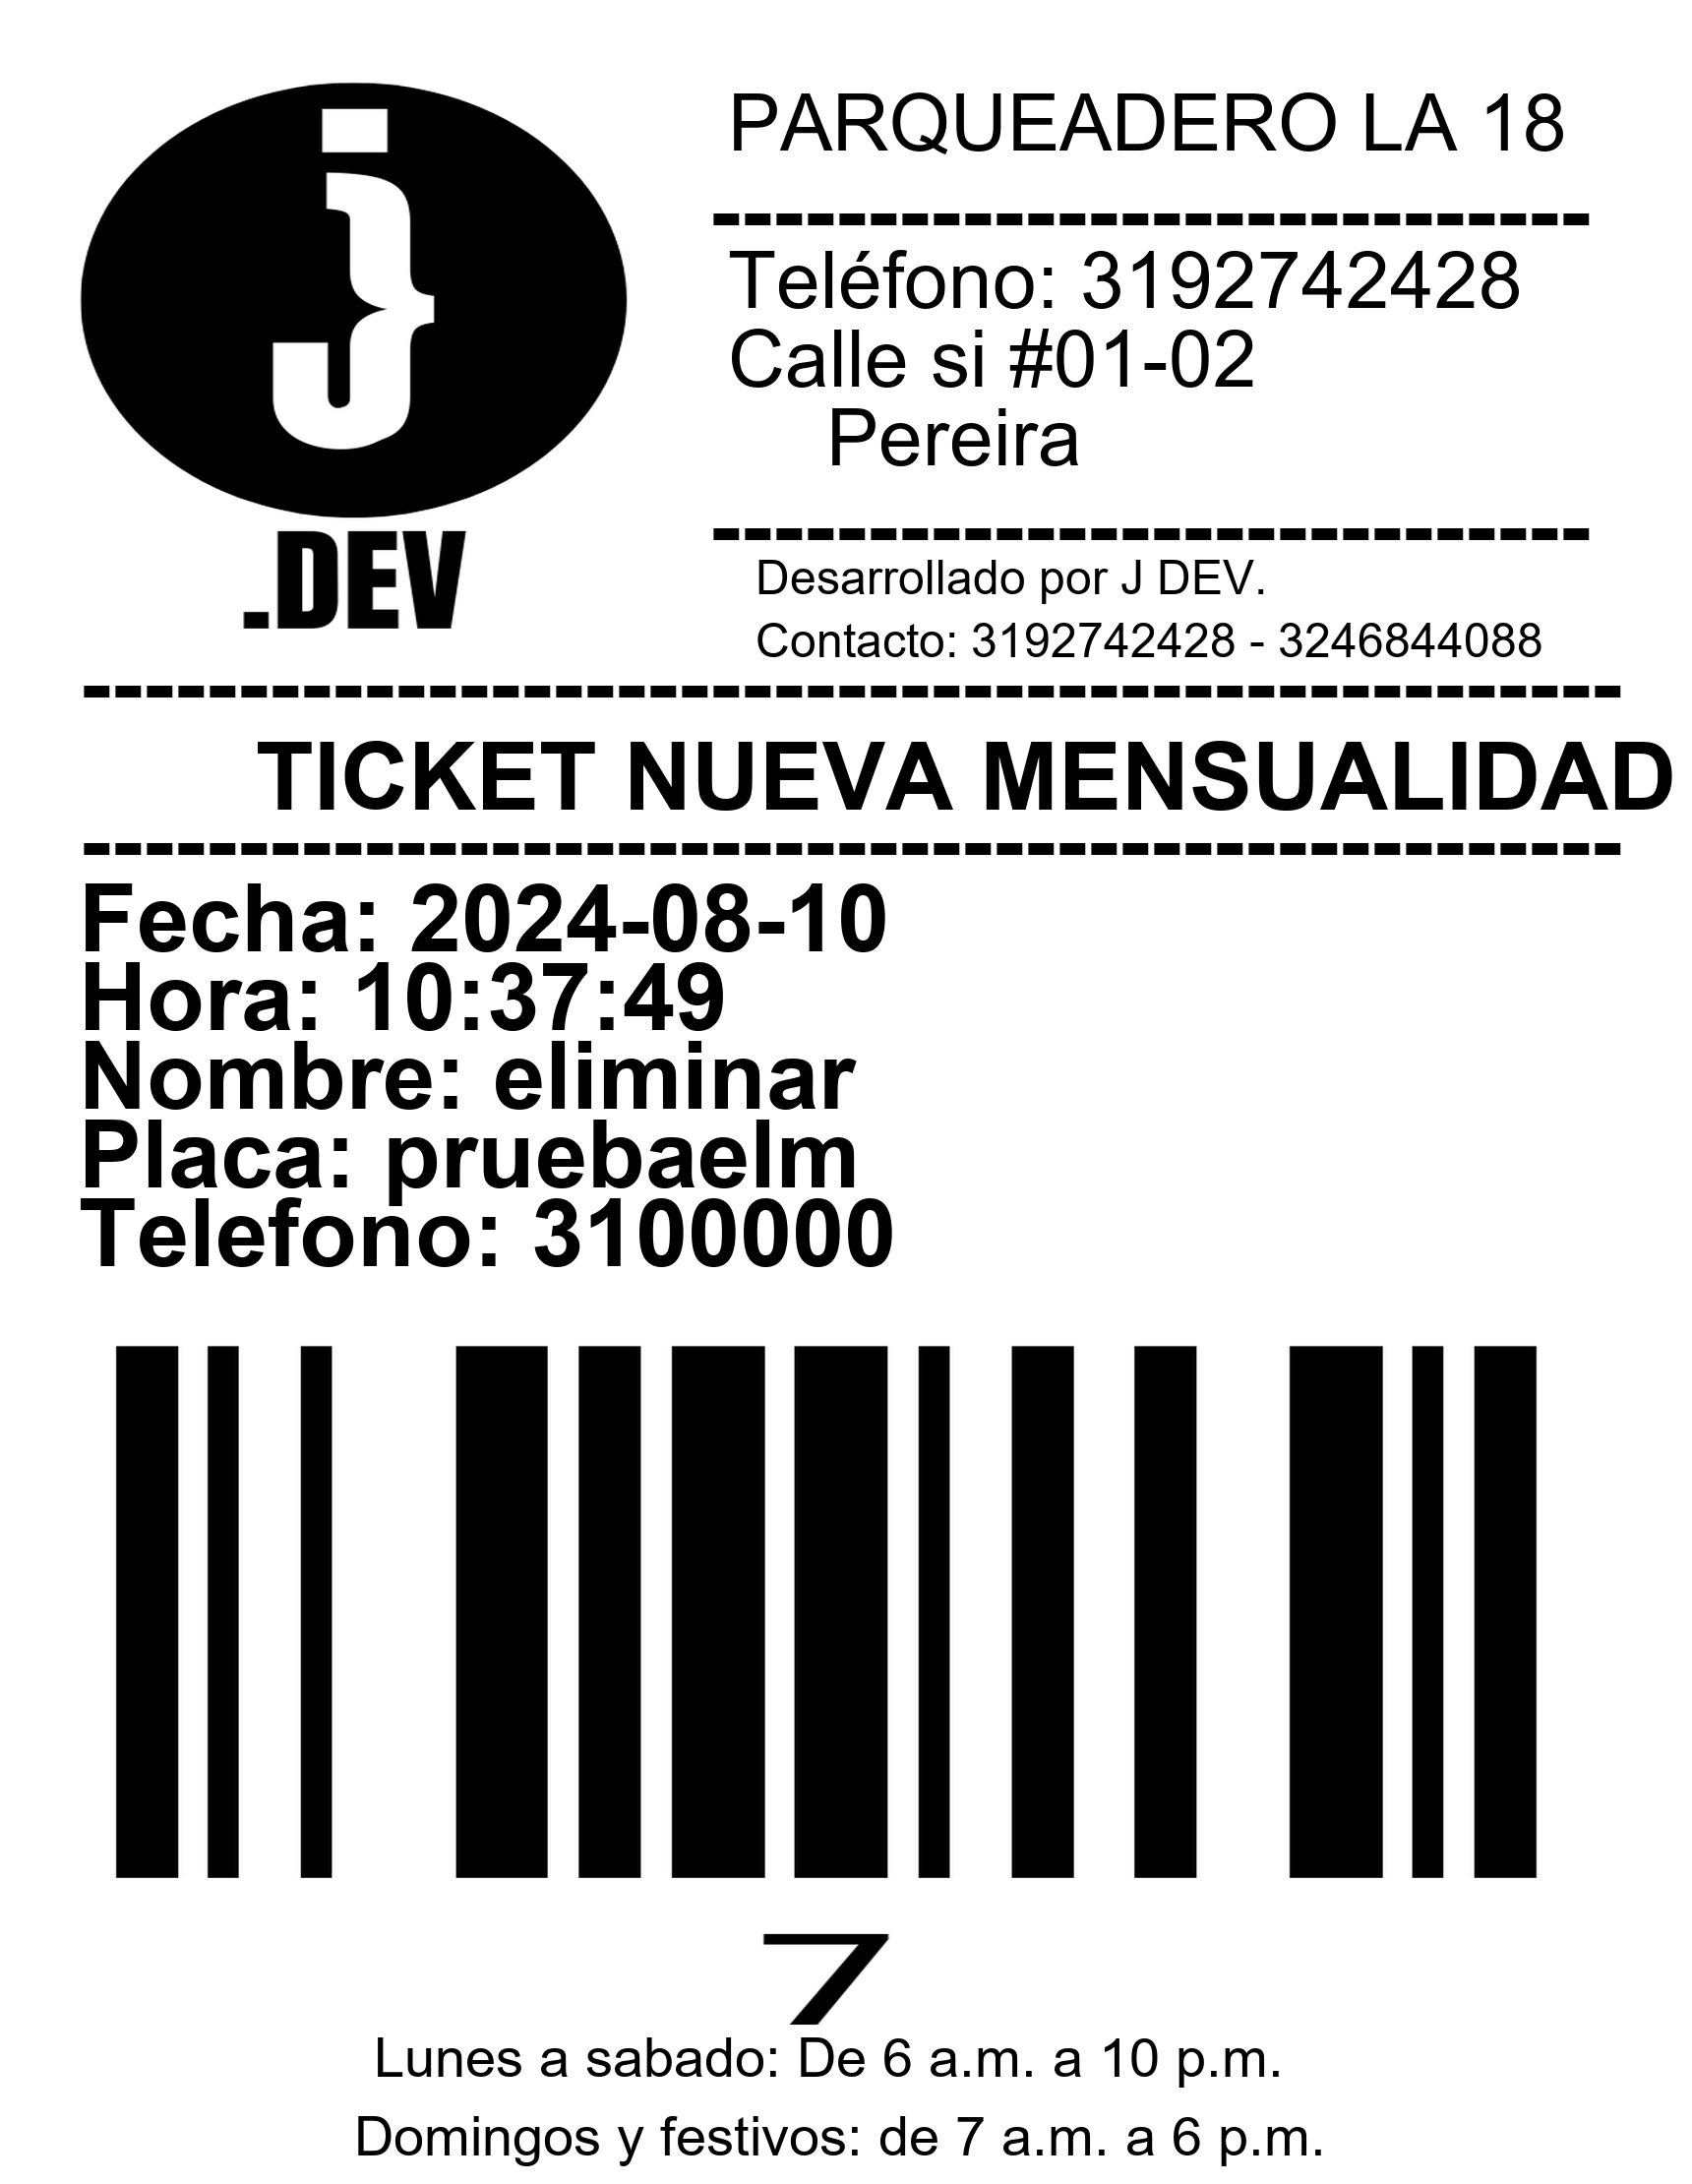 j
.DEV
PARQUEADERO LA 18
----------------------------
Teléfono: 3192742428
Calle si #01-02
Pereira
----------------------------
Desarrollado por J DEV.
Contacto: 3192742428 - 3246844088
-------------------------------------------------
TICKET NUEVA MENSUALIDAD
-------------------------------------------------
Fecha: 2024-08-10
Hora: 10:37:49
Nombre: eliminar
Placa: pruebaelm
Telefono: 3100000
7
Lunes a sabado: De 6 a.m. a 10 p.m.
Domingos y festivos: de 7 a.m. a 6 p.m.